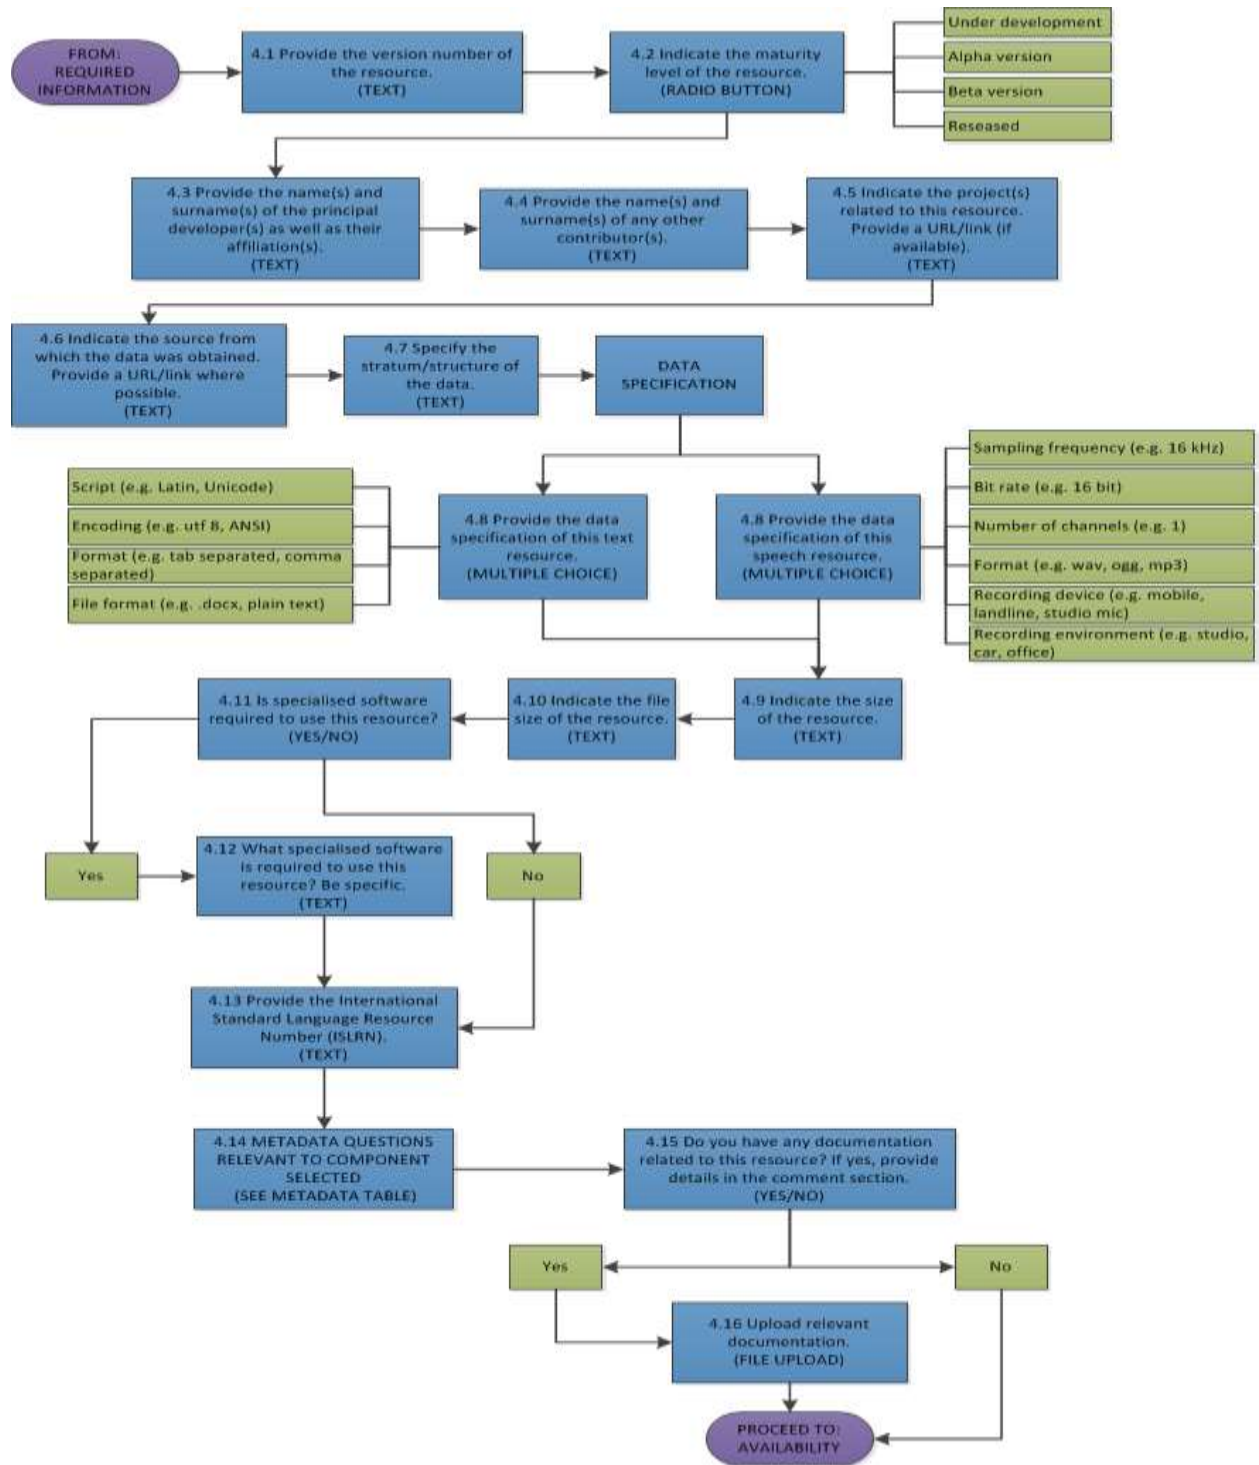 FROM:
REQUIRED
INFORMATION
4.1 Provide the version number of
the resource.
(TEXT)
4.2 Indicate the maturity
level of the resource.
(RADIO BUTTON)
Under development
Alpha version
Beta version
Reseased
4.3 Provide the name(s) and
surname(s) of the principal
developer(s) as well as their
affiliation(s).
(TEXT)
4.4 Provide the name(s) and
surname(s) of any other
contributor(s).
(TEXT)
4.5 Indicate the project(s)
related to this resource.
Provide a URL/link (if
available).
(TEXT)
4.6 Indicate the source from
which the data was obtained.
Provide a URL/link where
possible.
(TEXT)
4.7 Specify the
stratum/structure of
the data.
(TEXT)
DATA
SPECIFICATION
Script (e.g. Latin, Unicode)
Encoding (e.g. utf 8, ANSI)
Format (e.g. tab separated, comma
separated)
File format (e.g. .docx, plain text)
4.8 Provide the data
specification of this text
resource.
(MULTIPLE CHOICE)
4.8 Provide the data
specification of this
speech resource.
(MULTIPLE CHOICE)
Sampling frequency (e.g. 16 kHz)
Bit rate (e.g. 16 bit)
Number of channels (e.g. 1)
Format (e.g. wav, ogg, mp3)
Recording device (e.g. mobile,
landline, studio mic)
Recording environment (e.g. studio,
car, office)
4.9 Indicate the size
of the resource.
(TEXT)
4.10 Indicate the file
size of the resource.
(TEXT)
4.11 Is specialised software
required to use this resource?
(YES/NO)
Yes
4.12 What specialised software
is required to use this
resource? Be specific.
(TEXT)
No
4.13 Provide the International
Standard Language Resource
Number (ISLRN).
(TEXT)
4.14 METADATA QUESTIONS
RELEVANT TO COMPONENT
SELECTED
(SEE METADATA TABLE)
4.15 Do you have any documentation
related to this resource? If yes, provide
details in the comment section.
(YES/NO)
Yes
No
4.16 Upload relevant
documentation.
(FILE UPLOAD)
PROCEED TO:
AVAILABILITY